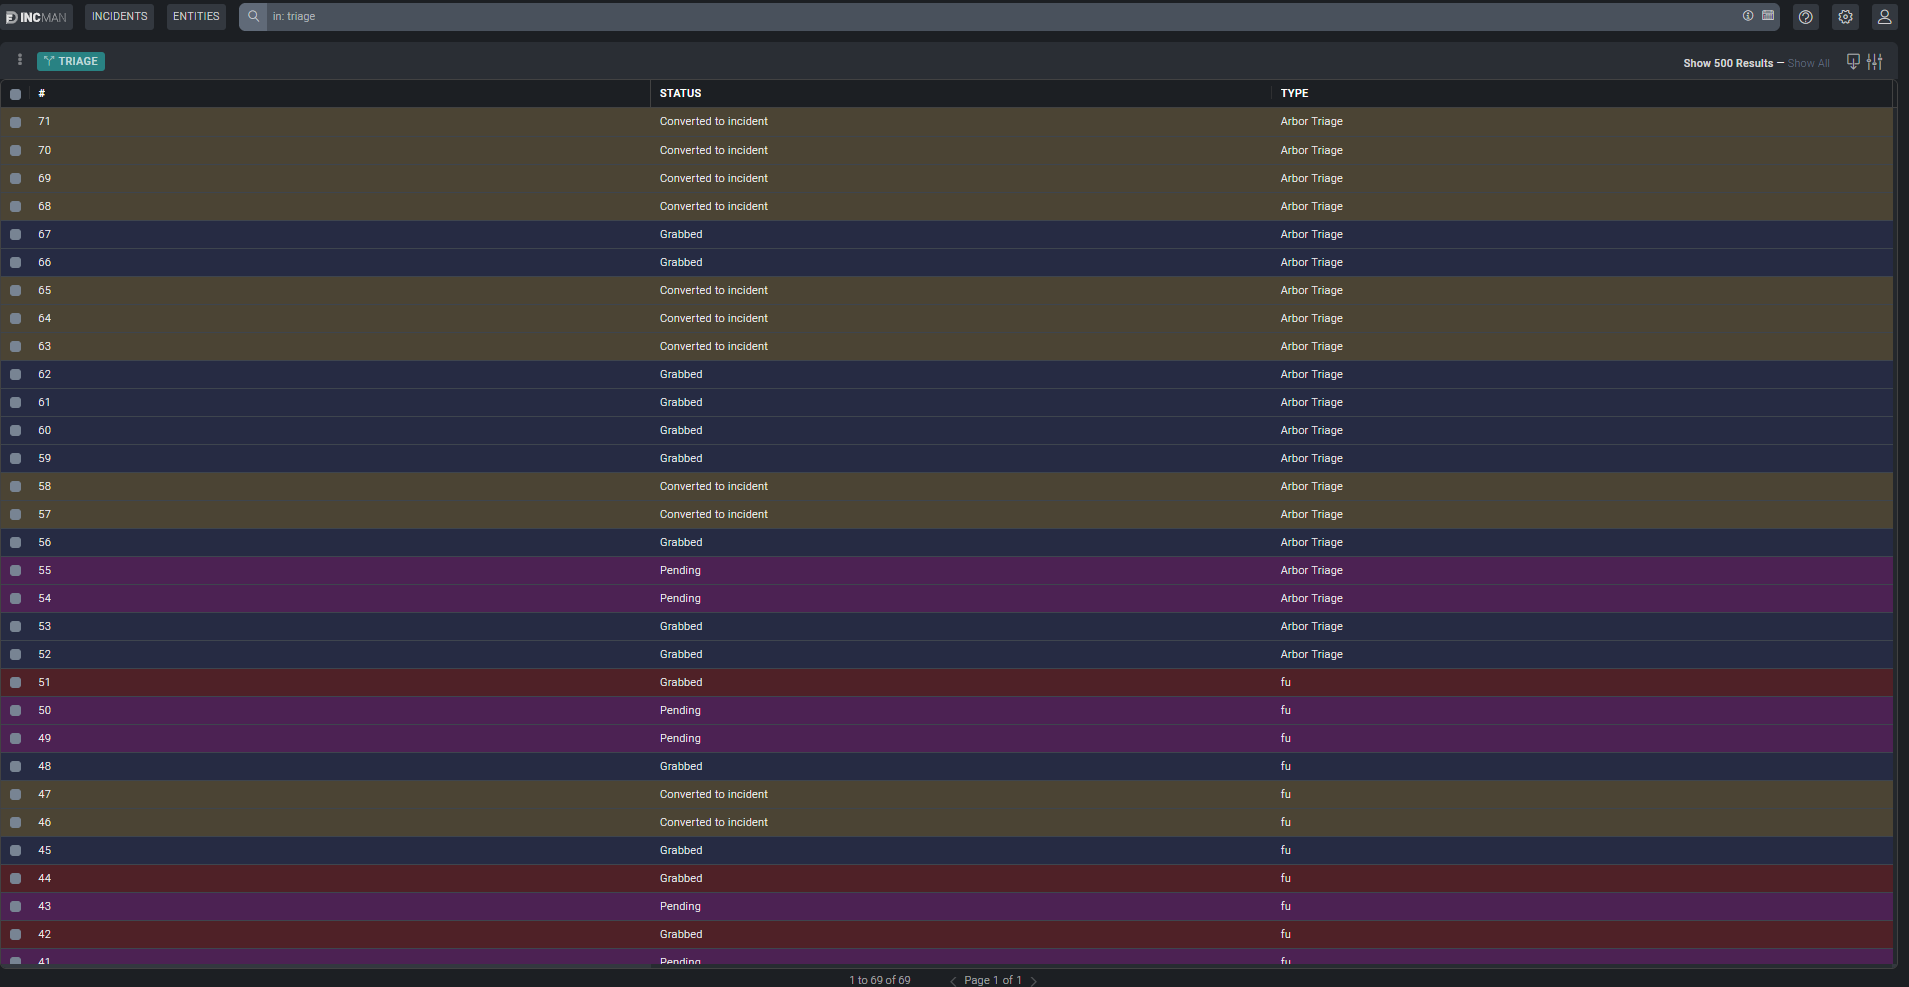 INCMAN INCIDENTS ENTITIES in: triage
TRIAGE Show 500 Results – Show All
# STATUS TYPE
71 Converted to incident Arbor Triage
70 Converted to incident Arbor Triage
69 Converted to incident Arbor Triage
68 Converted to incident Arbor Triage
67 Grabbed Arbor Triage
66 Grabbed Arbor Triage
65 Converted to incident Arbor Triage
64 Converted to incident Arbor Triage
63 Converted to incident Arbor Triage
62 Grabbed Arbor Triage
61 Grabbed Arbor Triage
60 Grabbed Arbor Triage
59 Grabbed Arbor Triage
58 Converted to incident Arbor Triage
57 Converted to incident Arbor Triage
56 Grabbed Arbor Triage
55 Pending Arbor Triage
54 Pending Arbor Triage
53 Grabbed Arbor Triage
52 Grabbed Arbor Triage
51 Grabbed fu
50 Pending fu
49 Pending fu
48 Grabbed fu
47 Converted to incident fu
46 Converted to incident fu
45 Grabbed fu
44 Grabbed fu
43 Pending fu
42 Grabbed fu
41 Pending fu
1 to 69 of 69 Page 1 of 1